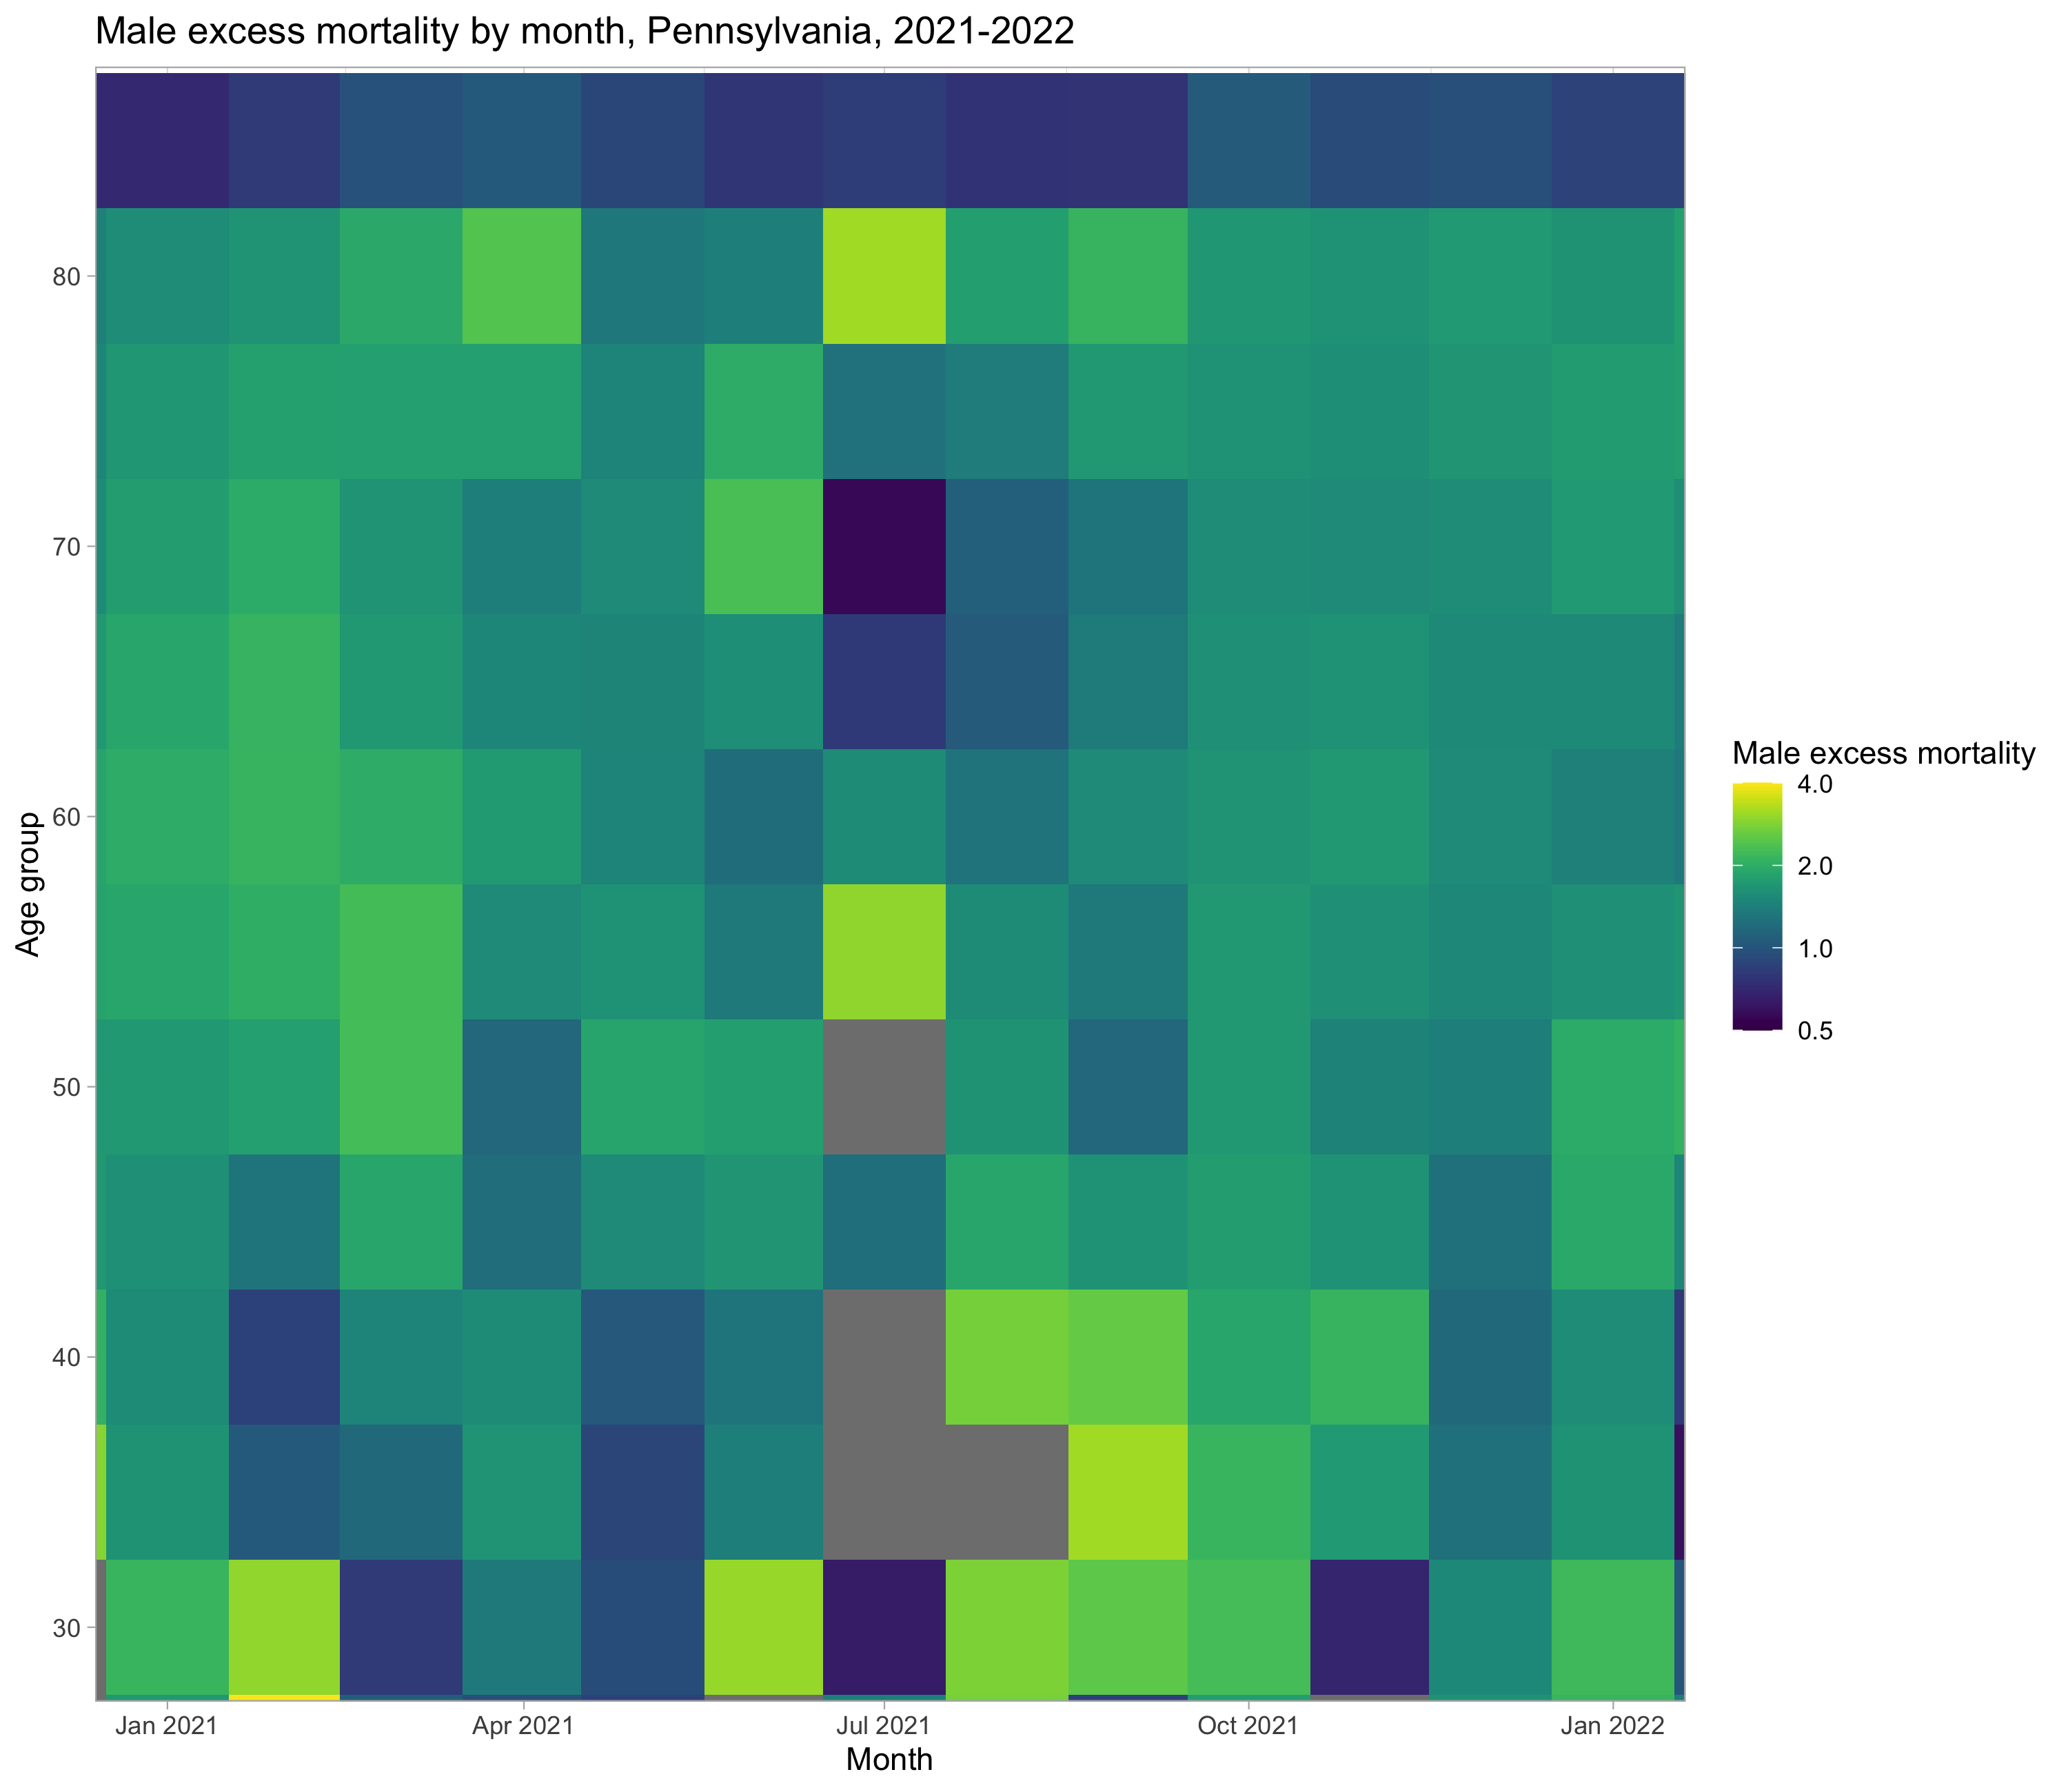 Male excess mortality by month, Pennsylvania, 2021-2022
80
70
60
50
40
30
Age group
Jan 2021
Apr 2021
Jul 2021
Oct 2021
Jan 2022
Month
Male excess mortality
4.0
2.0
1.0
0.5